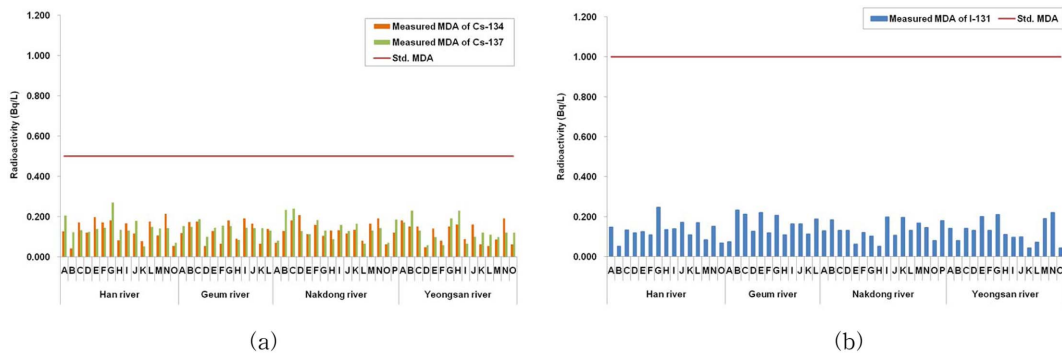 1.200
1.000
0.800
0.600
0.400
0.200
0.000
Radioactivity (Bq/L)
Measured MDA of Cs-134
Measured MDA of Cs-137
Std. MDA
A B C D E F G H I J K L M N O A B C D E F G H I J K L A B C D E F G H I J K L M N O P A B C D E F G H I J K L M N O
Han river Geum river Nakdong river Yeongsan river
(a)
1.200
1.000
0.800
0.600
0.400
0.200
0.000
Radioactivity (Bq/L)
Measured MDA of I-131 Std. MDA
A B C D E F G H I J K L M N O A B C D E F G H I J K L A B C D E F G H I J K L M N O P A B C D E F G H I J K L M N O
Han river Geum river Nakdong river Yeongsan river
(b)